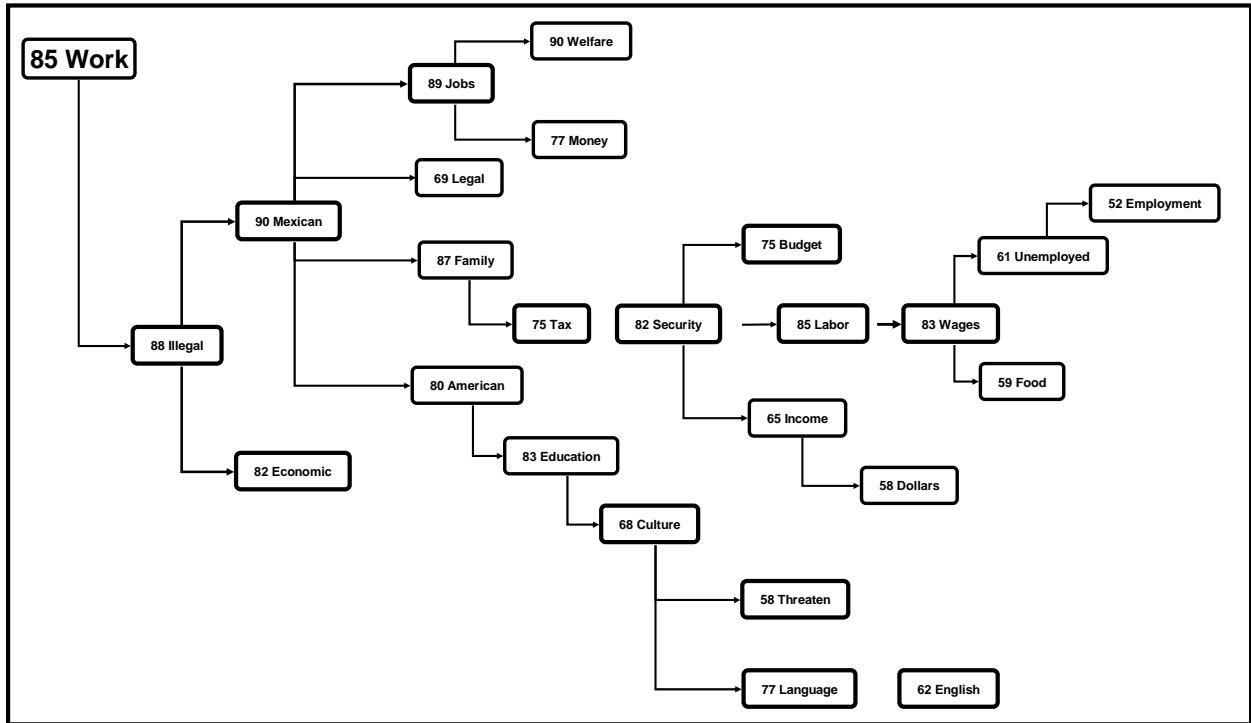 90 Welfare
85 Work
89 Jobs
77 Money
69 Legal
52 Employment
90 Mexican
75 Budget
61 Unemployed
87 Family
75 Tax
82 Security
85 Labor
83 Wages
88 Illegal
59 Food
80 American
65 Income
83 Education
82 Economic
58 Dollars
68 Culture
58 Threaten
77 Language
62 English